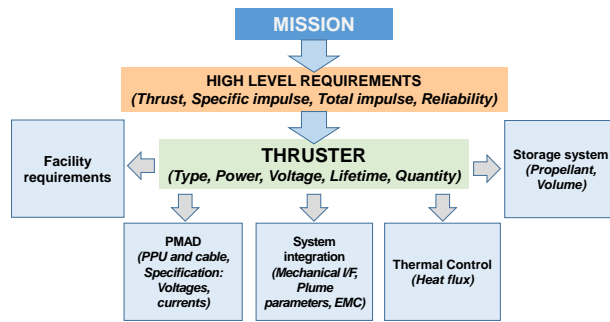 MISSION
HIGH LEVEL REQUIREMENTS
(Thrust, Specific impulse, Total impulse, Reliability)
Facility
requirements
THRUSTER
(Type, Power, Voltage, Lifetime, Quantity)
Storage system
(Propellant,
Volume)
PMAD
(PPU and cable,
Specification:
Voltages,
currents)
System
integration
(Mechanical I/F,
Plume
parameters, EMC)
Thermal Control
(Heat flux)